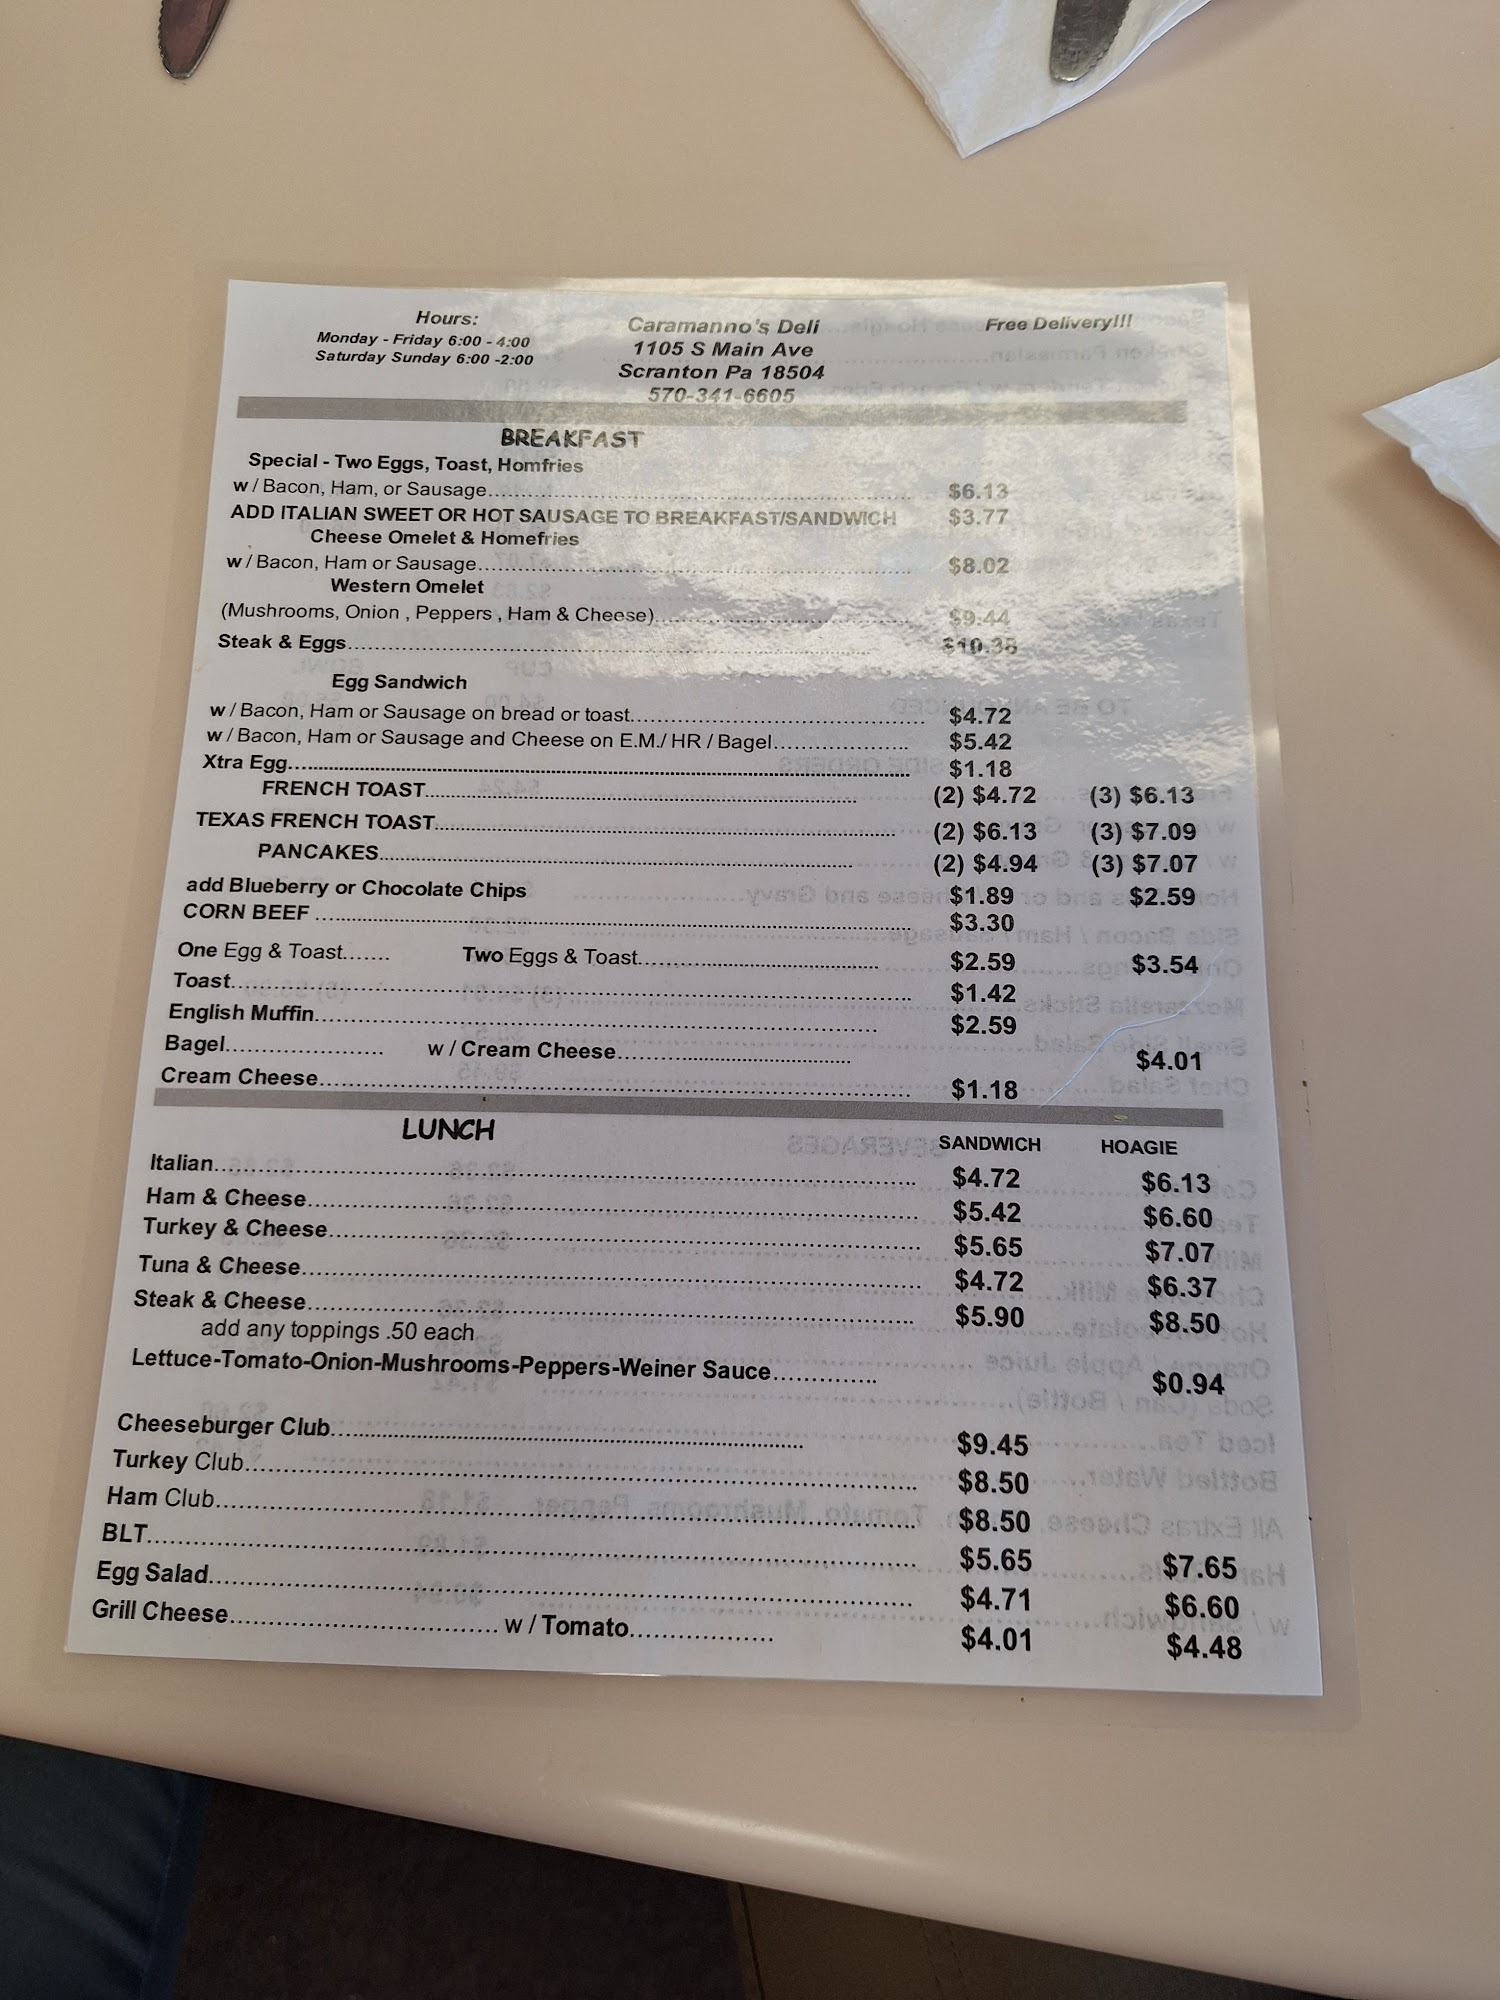 Hours:
Monday - Friday 6:00 - 4:00
Saturday Sunday 6:00 -2:00
Caramanno's Deli
1105 S Main Ave
Scranton Pa 18504
570-341-6605
Free Delivery!!!
BREAKFAST
Special - Two Eggs, Toast, Homfries
w / Bacon, Ham, or Sausage $6.13
ADD ITALIAN SWEET OR HOT SAUSAGE TO BREAKFAST/SANDWICH $3.77
Cheese Omelet & Homefries
w / Bacon, Ham or Sausage $8.02
Western Omelet
(Mushrooms, Onion , Peppers , Ham & Cheese) $9.44
Steak & Eggs $10.38
Egg Sandwich
w / Bacon, Ham or Sausage on bread or toast $4.72
w / Bacon, Ham or Sausage and Cheese on E.M./ HR / Bagel $5.42
Xtra Egg $1.18
FRENCH TOAST (2) $4.72 (3) $6.13
TEXAS FRENCH TOAST (2) $6.13 (3) $7.09
PANCAKES (2) $4.94 (3) $7.07
add Blueberry or Chocolate Chips $1.89 $2.59
CORN BEEF $3.30
One Egg & Toast Two Eggs & Toast $2.59 $3.54
Toast $1.42
English Muffin $2.59
Bagel w / Cream Cheese $4.01
Cream Cheese $1.18
LUNCH SANDWICH HOAGIE
Italian $4.72 $6.13
Ham & Cheese $5.42 $6.60
Turkey & Cheese $5.65 $7.07
Tuna & Cheese $4.72 $6.37
Steak & Cheese $5.90 $8.50
add any toppings .50 each
Lettuce-Tomato-Onion-Mushrooms-Peppers-Weiner Sauce $0.94
Cheeseburger Club $9.45
Turkey Club $8.50
Ham Club $8.50
BLT $5.65 $7.65
Egg Salad $4.71 $6.60
Grill Cheese w / Tomato $4.01 $4.48